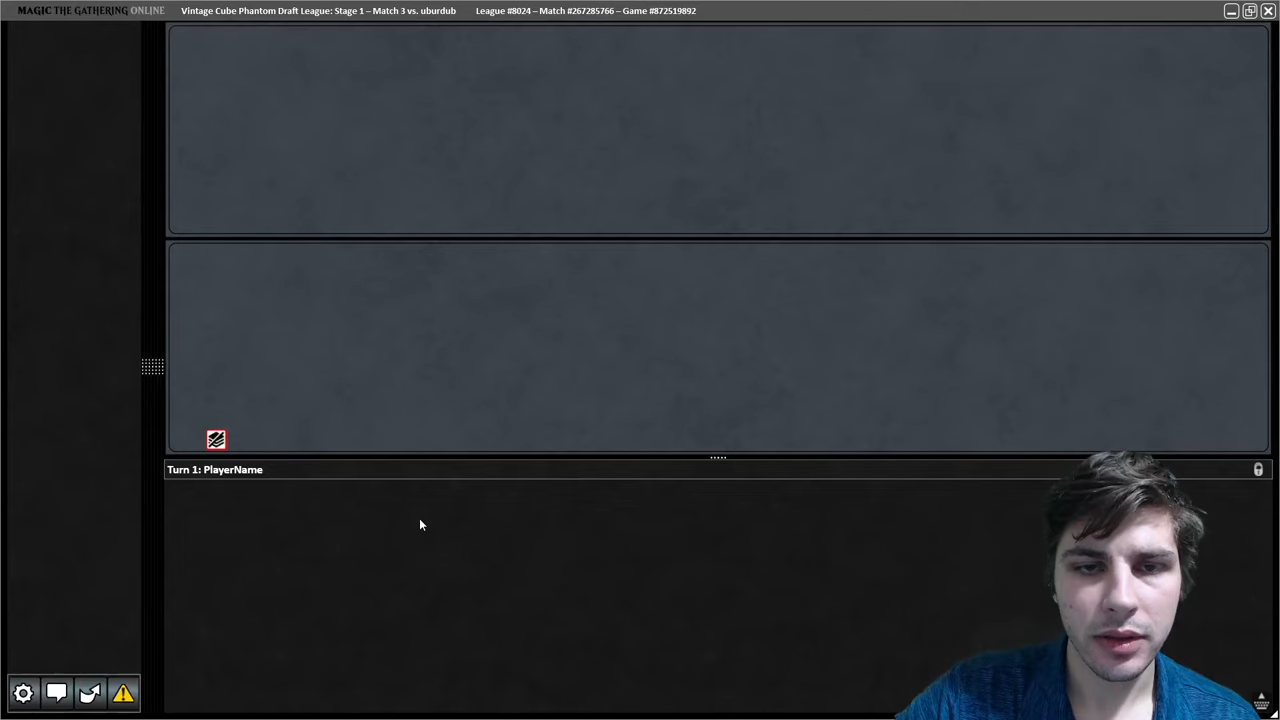 MAGIC THE GATHERING ONLINE Vintage Cube Phantom Draft League: Stage 1 – Match 3 vs. uburdub League #8024 – Match #267285766 – Game #872519892
Turn 1: PlayerName